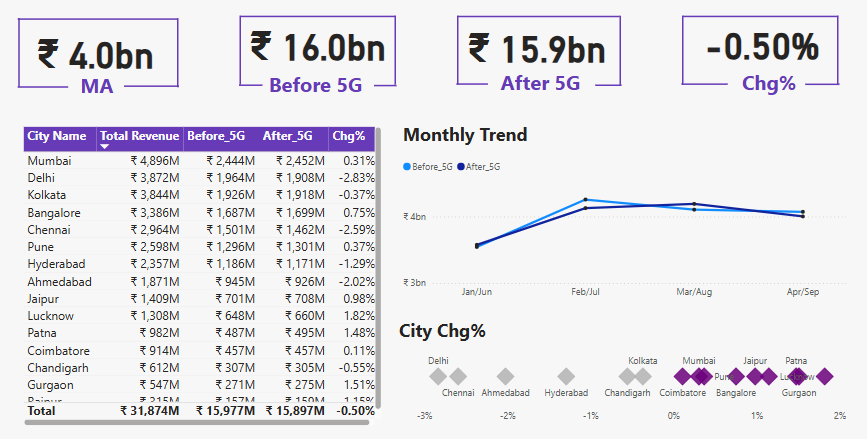 ₹ 4.0bn ₹ 16.0bn ₹ 15.9bn -0.50%
MA Before 5G After 5G Chg%
City Name Total Revenue Before_5G After_5G Chg%
Mumbai ₹ 4,896M ₹ 2,444M ₹ 2,452M 0.31%
Delhi ₹ 3,872M ₹ 1,964M ₹ 1,908M -2.83%
Kolkata ₹ 3,844M ₹ 1,926M ₹ 1,918M -0.37%
Bangalore ₹ 3,386M ₹ 1,687M ₹ 1,699M 0.75%
Chennai ₹ 2,964M ₹ 1,501M ₹ 1,462M -2.59%
Pune ₹ 2,598M ₹ 1,296M ₹ 1,301M 0.37%
Hyderabad ₹ 2,357M ₹ 1,186M ₹ 1,171M -1.29%
Ahmedabad ₹ 1,871M ₹ 945M ₹ 926M -2.02%
Jaipur ₹ 1,409M ₹ 701M ₹ 708M 0.98%
Lucknow ₹ 1,308M ₹ 648M ₹ 660M 1.82%
Patna ₹ 982M ₹ 487M ₹ 495M 1.48%
Coimbatore ₹ 914M ₹ 457M ₹ 457M 0.11%
Chandigarh ₹ 612M ₹ 307M ₹ 305M -0.55%
Gurgaon ₹ 547M ₹ 271M ₹ 275M 1.51%
Raipur ₹ 315M ₹ 157M ₹ 159M 1.15%
Total ₹ 31,874M ₹ 15,977M ₹ 15,897M -0.50%
Monthly Trend
Before_5G After_5G
₹ 4bn
₹ 3bn
Jan/Jun Feb/Jul Mar/Aug Apr/Sep
City Chg%
Delhi Kolkata Mumbai Jaipur Patna
Pune Lucknow
Chennai Ahmedabad Hyderabad Chandigarh Coimbatore Bangalore Gurgaon
-3% -2% -1% 0% 1% 2%